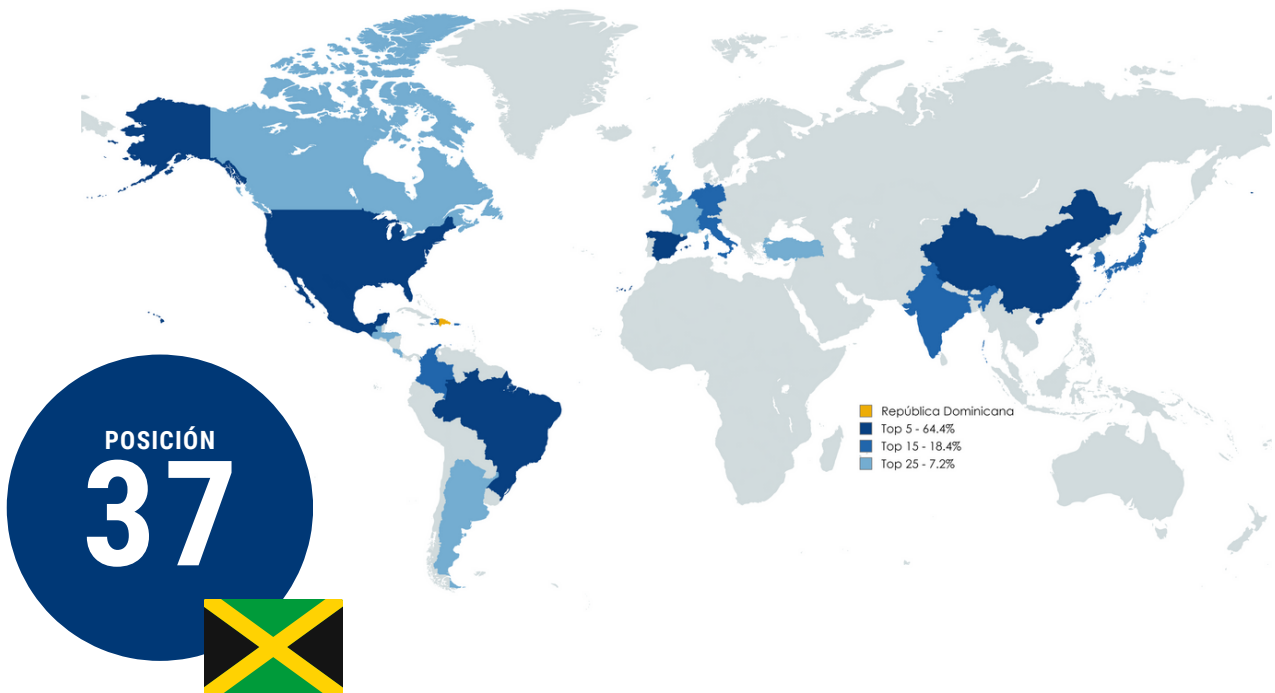 POSICIÓN
37
República Dominicana
Top 5 - 64.4%
Top 15 - 18.4%
Top 25 - 7.2%